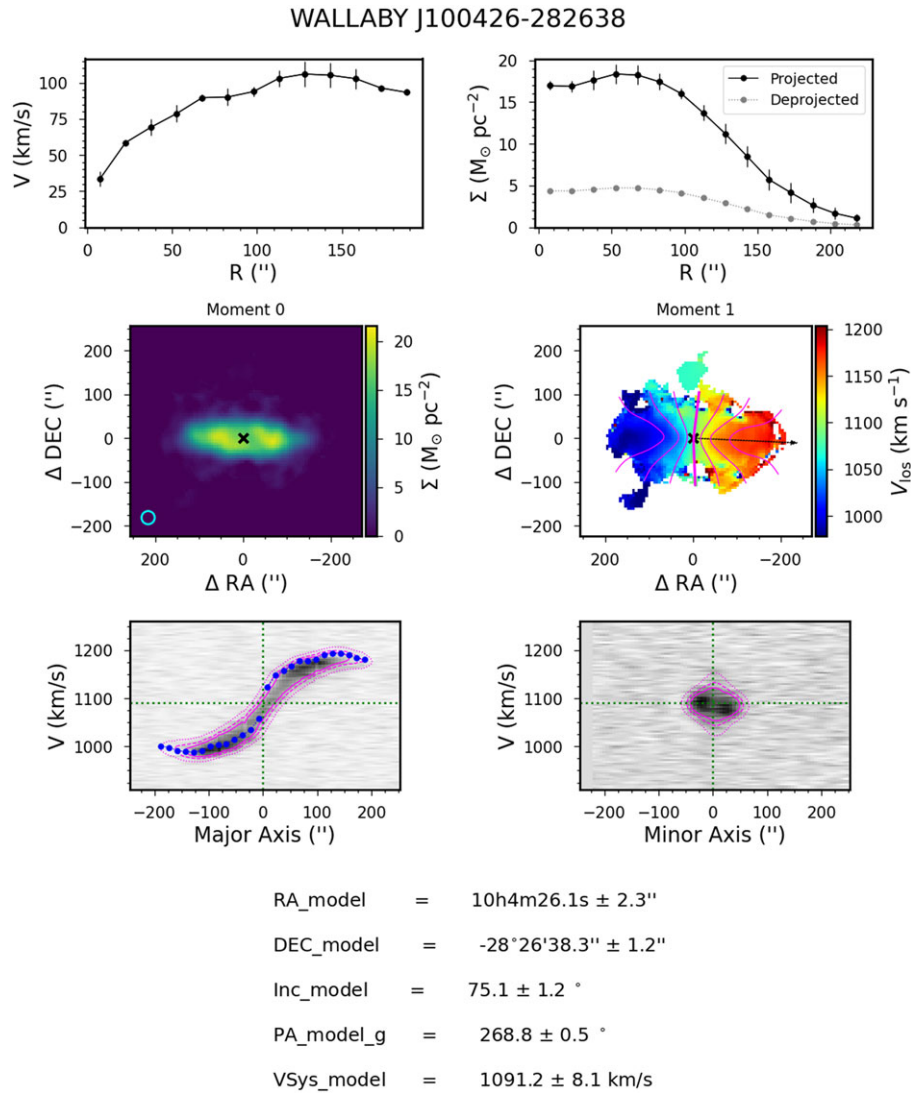 WALLABY J100426-282638
V (km/s)
100
75
50
25
0
0 50 100 150
R ('')
Σ (M⊙ pc⁻²)
20
15
10
5
0
Projected
Deprojected
0 50 100 150 200
R ('')
Moment 0
Δ DEC ('')
200
100
0
−100
−200
200 0 −200
Δ RA ('')
20
15
10
5
0
Σ (M⊙ pc⁻²)
Moment 1
Δ DEC ('')
200
100
0
−100
−200
200 0 −200
Δ RA ('')
1200
1150
1100
1050
1000
Vlos (km s⁻¹)
V (km/s)
1200
1100
1000
−200 −100 0 100 200
Major Axis ('')
V (km/s)
1200
1100
1000
−200 −100 0 100 200
Minor Axis ('')
RA_model = 10h4m26.1s ± 2.3''
DEC_model = -28°26'38.3'' ± 1.2''
Inc_model = 75.1 ± 1.2 °
PA_model_g = 268.8 ± 0.5 °
VSys_model = 1091.2 ± 8.1 km/s